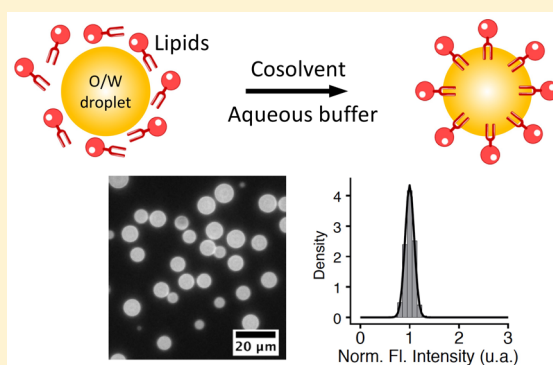 Lipids
O/W
droplet
Cosolvent
Aqueous buffer
20 μm
Density
4
3
2
1
0
0 1 2 3
Norm. Fl. Intensity (u.a.)